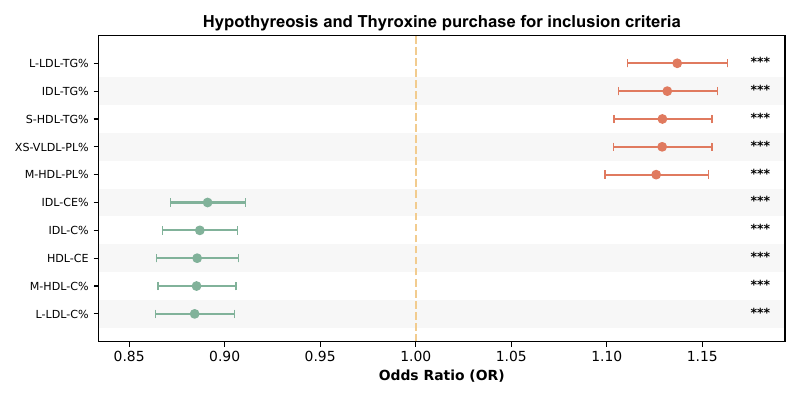 Hypothyreosis and Thyroxine purchase for inclusion criteria
L-LDL-TG% ***
IDL-TG% ***
S-HDL-TG% ***
XS-VLDL-PL% ***
M-HDL-PL% ***
IDL-CE% ***
IDL-C% ***
HDL-CE ***
M-HDL-C% ***
L-LDL-C% ***
0.85 0.90 0.95 1.00 1.05 1.10 1.15
Odds Ratio (OR)